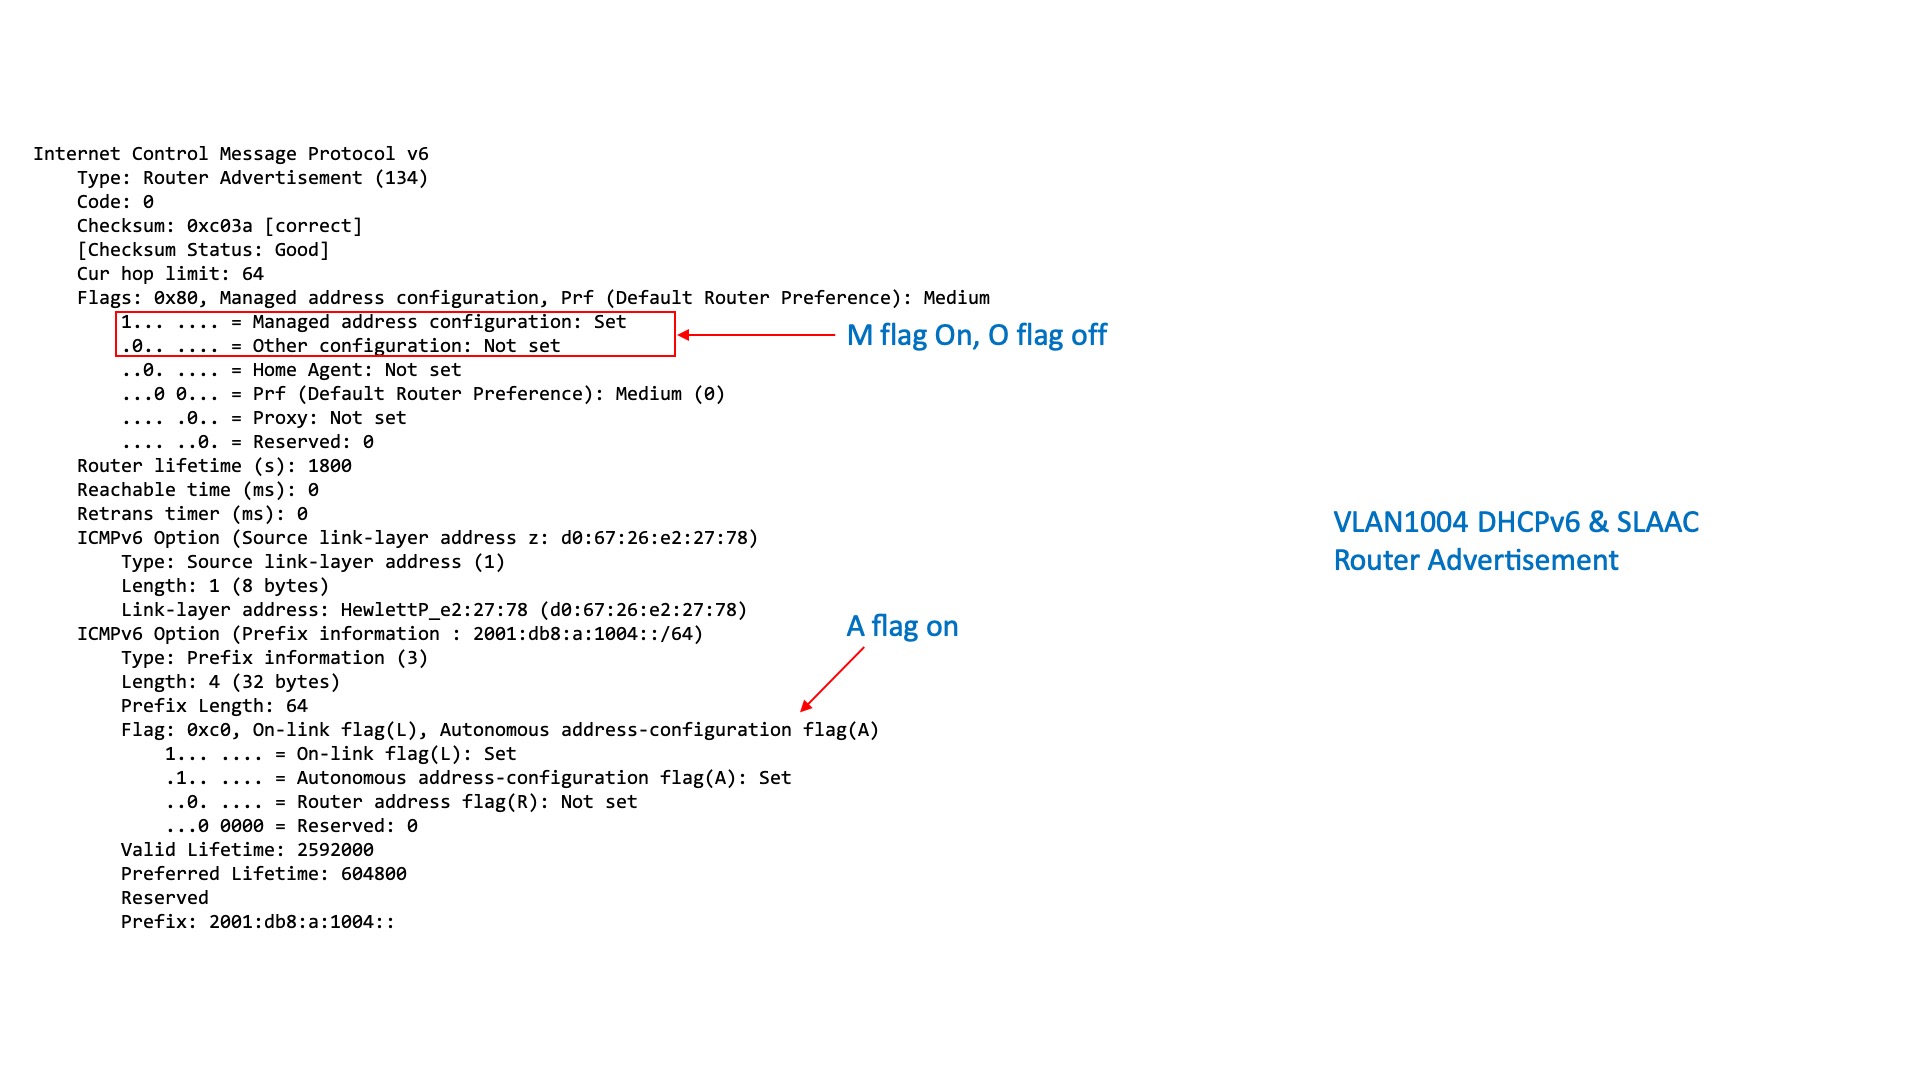 Internet Control Message Protocol v6
Type: Router Advertisement (134)
Code: 0
Checksum: 0xc03a [correct]
[Checksum Status: Good]
Cur hop limit: 64
Flags: 0x80, Managed address configuration, Prf (Default Router Preference): Medium
1... .... = Managed address configuration: Set
.0.. .... = Other configuration: Not set
M flag On, O flag off
..0. .... = Home Agent: Not set
...0 0... = Prf (Default Router Preference): Medium (0)
.... .0.. = Proxy: Not set
.... ..0. = Reserved: 0
Router lifetime (s): 1800
Reachable time (ms): 0
Retrans timer (ms): 0
ICMPv6 Option (Source link-layer address z: d0:67:26:e2:27:78)
Type: Source link-layer address (1)
Length: 1 (8 bytes)
Link-layer address: HewlettP_e2:27:78 (d0:67:26:e2:27:78)
ICMPv6 Option (Prefix information : 2001:db8:a:1004::/64)
Type: Prefix information (3)
Length: 4 (32 bytes)
Prefix Length: 64
A flag on
Flag: 0xc0, On-link flag(L), Autonomous address-configuration flag(A)
1... .... = On-link flag(L): Set
.1.. .... = Autonomous address-configuration flag(A): Set
..0. .... = Router address flag(R): Not set
...0 0000 = Reserved: 0
Valid Lifetime: 2592000
Preferred Lifetime: 604800
Reserved
Prefix: 2001:db8:a:1004::
VLAN1004 DHCPv6 & SLAAC
Router Advertisement